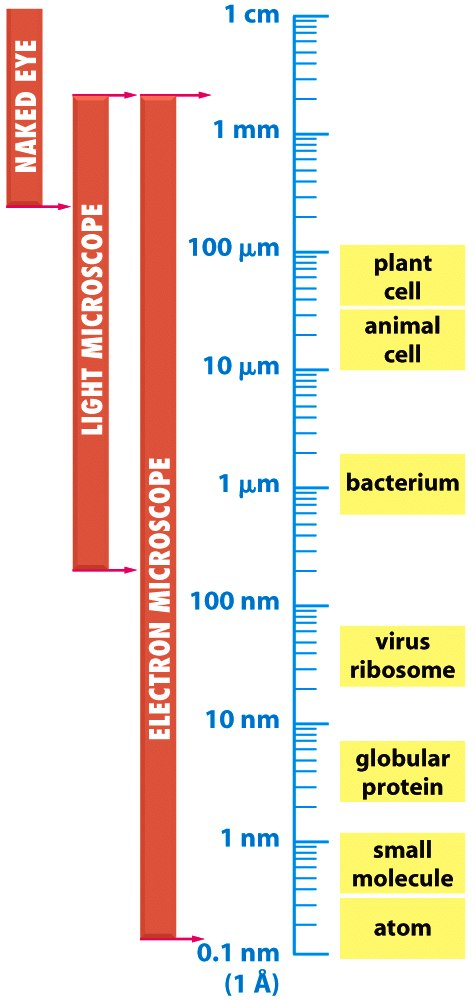 NAKED EYE
LIGHT MICROSCOPE
ELECTRON MICROSCOPE
1 cm
1 mm
100 μm
10 μm
1 μm
100 nm
10 nm
1 nm
0.1 nm
(1 Å)
plant
cell
animal
cell
bacterium
virus
ribosome
globular
protein
small
molecule
atom